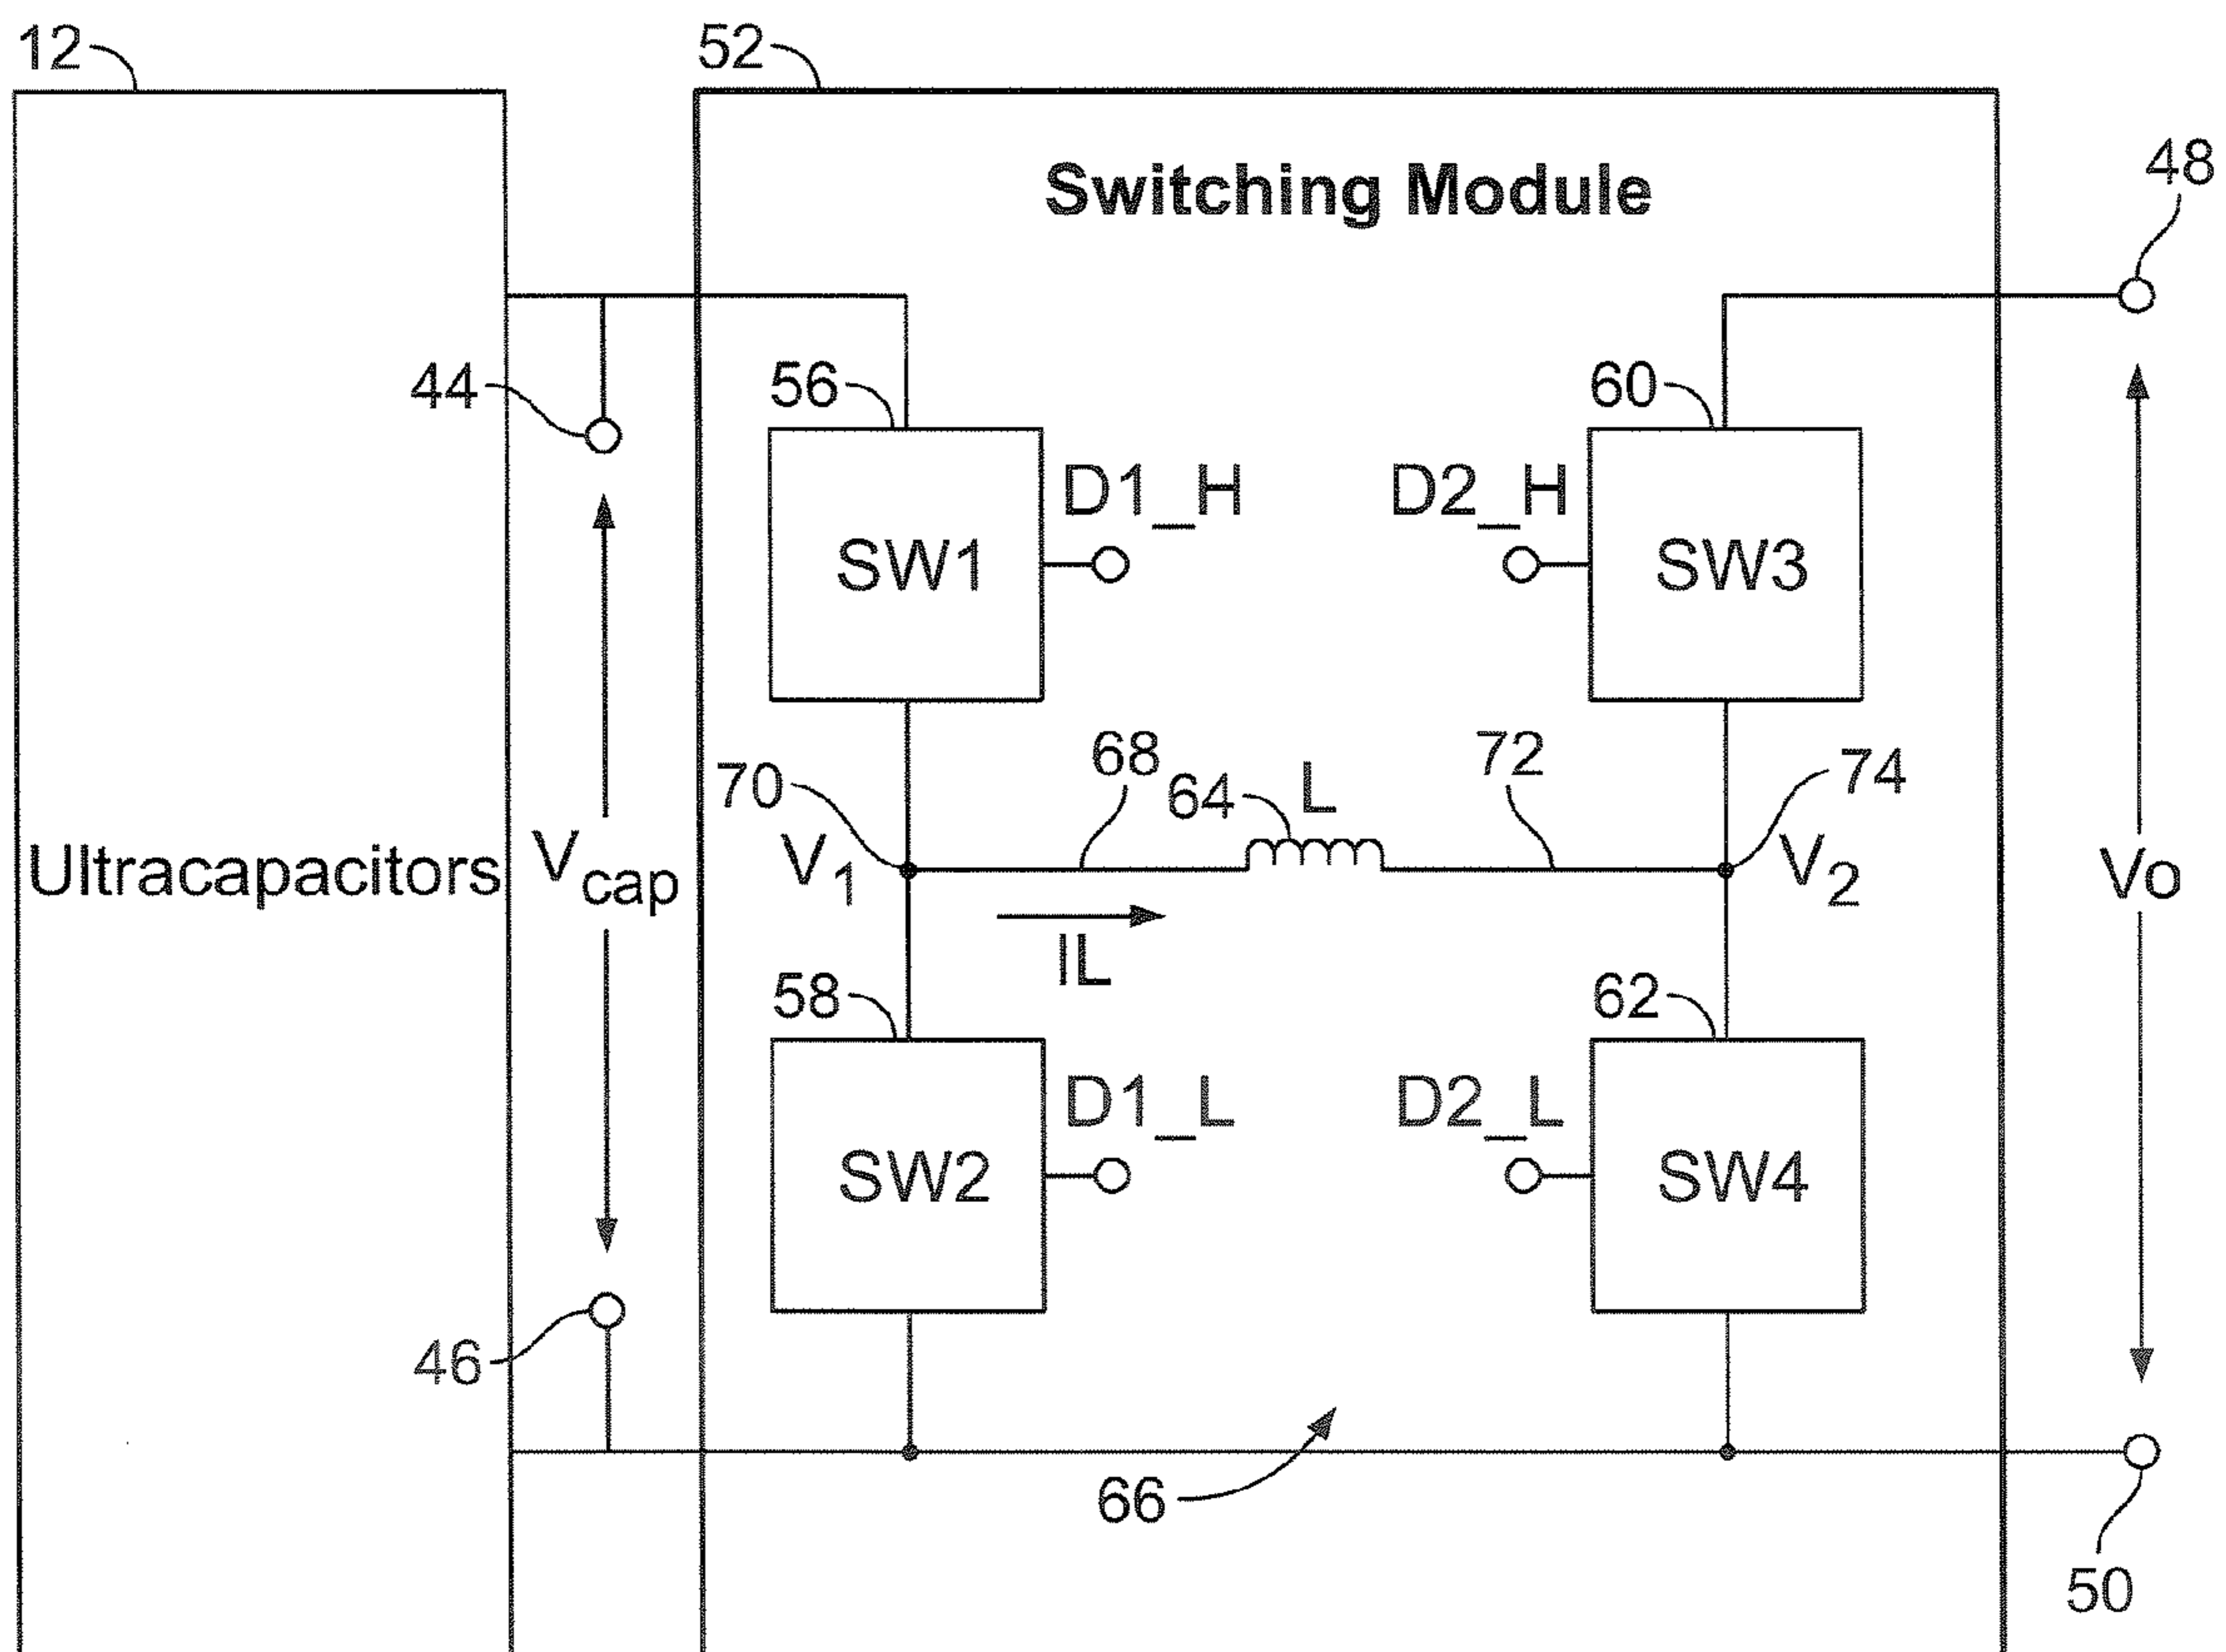 12
52
Switching Module
48
44
56
60
D1_H
D2_H
SW1
SW3
70
68
64
L
72
74
Ultracapacitors
Vcap
V1
V2
Vo
IL
58
62
D1_L
D2_L
SW2
SW4
46
66
50